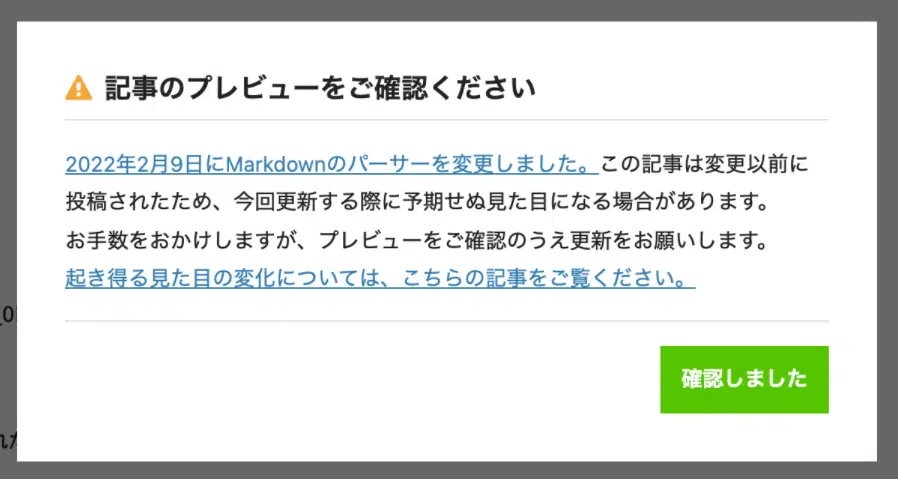 記事のプレビューをご確認ください
2022年2月9日にMarkdownのパーサーを変更しました。この記事は変更以前に
投稿されたため、今回更新する際に予期せぬ見た目になる場合があります。
お手数をおかけしますが、プレビューをご確認のうえ更新をお願いします。
起き得る見た目の変化については、こちらの記事をご覧ください。
確認しました